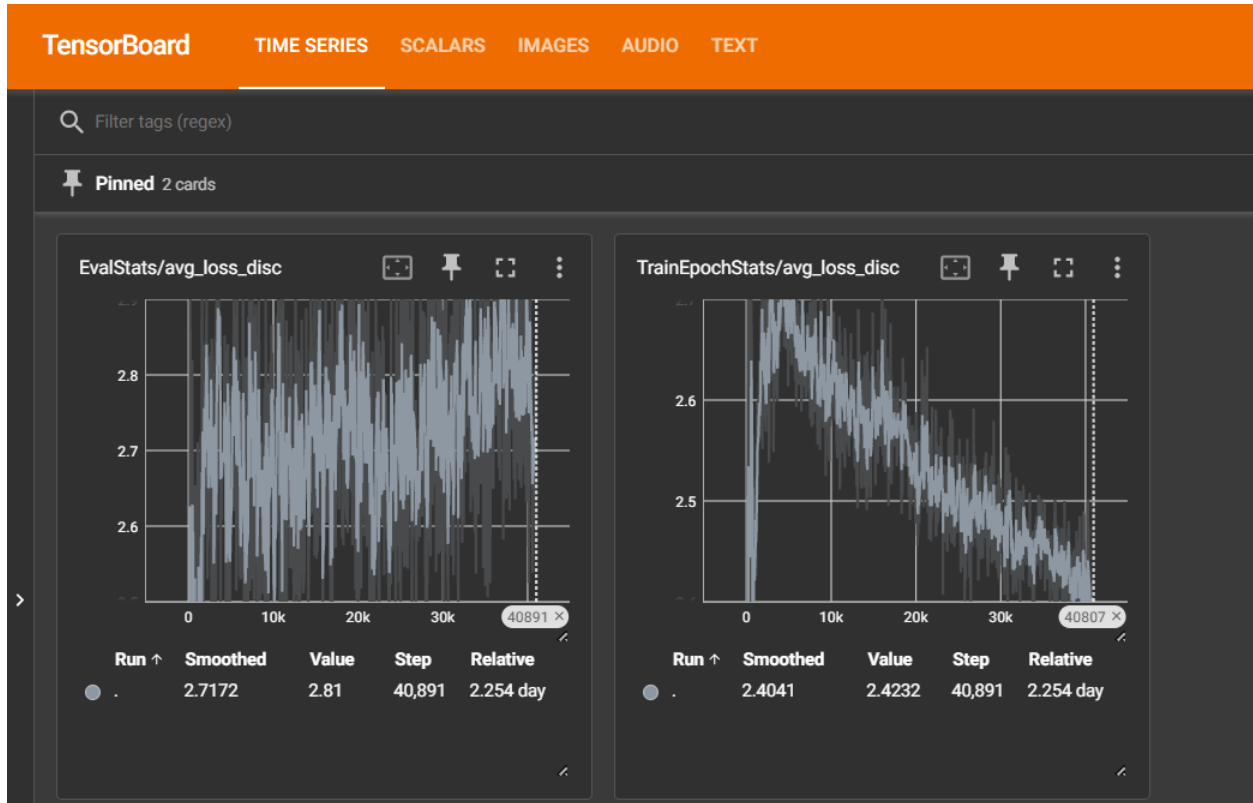 TensorBoard TIME SERIES SCALARS IMAGES AUDIO TEXT
Filter tags (regex)
Pinned 2 cards
EvalStats/avg_loss_disc
2.8
2.7
2.6
0 10k 20k 30k 40891 ×
Run ↑ Smoothed Value Step Relative
. 2.7172 2.81 40,891 2.254 day
TrainEpochStats/avg_loss_disc
2.6
2.5
0 10k 20k 30k 40807 ×
Run ↑ Smoothed Value Step Relative
. 2.4041 2.4232 40,891 2.254 day